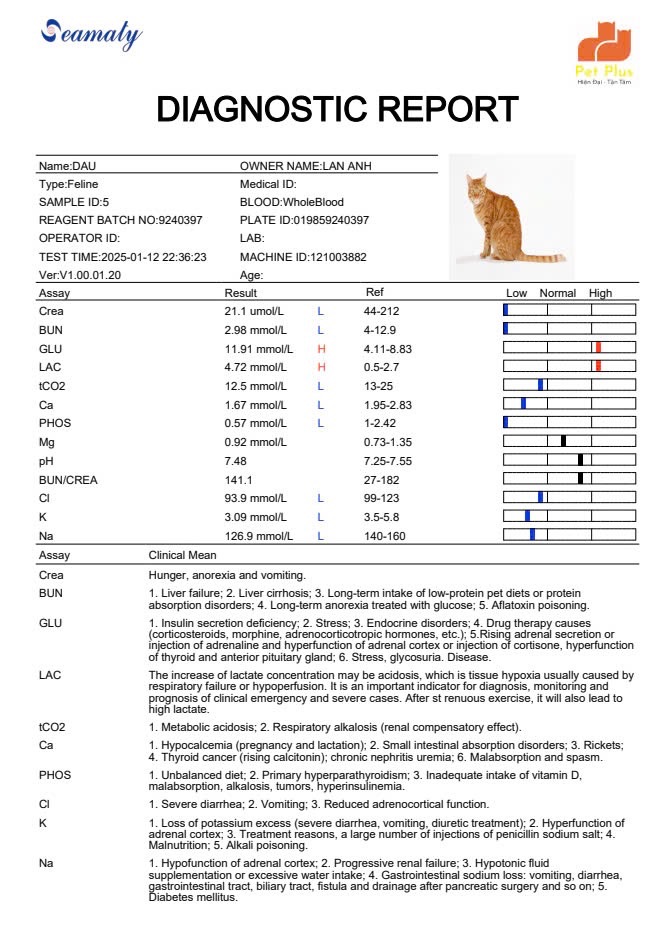 Seamaty
Pet Plus
Hiện Đại - Tận Tâm
DIAGNOSTIC REPORT
Name:DAU OWNER NAME:LAN ANH
Type:Feline Medical ID:
SAMPLE ID:5 BLOOD:WholeBlood
REAGENT BATCH NO:9240397 PLATE ID:019859240397
OPERATOR ID: LAB:
TEST TIME:2025-01-12 22:36:23 MACHINE ID:121003882
Ver:V1.00.01.20 Age:
Assay Result Ref Low Normal High
Crea 21.1 umol/L L 44-212
BUN 2.98 mmol/L L 4-12.9
GLU 11.91 mmol/L H 4.11-8.83
LAC 4.72 mmol/L H 0.5-2.7
tCO2 12.5 mmol/L L 13-25
Ca 1.67 mmol/L L 1.95-2.83
PHOS 0.57 mmol/L L 1-2.42
Mg 0.92 mmol/L 0.73-1.35
pH 7.48 7.25-7.55
BUN/CREA 141.1 27-182
Cl 93.9 mmol/L L 99-123
K 3.09 mmol/L L 3.5-5.8
Na 126.9 mmol/L L 140-160
Assay Clinical Mean
Crea Hunger, anorexia and vomiting.
BUN 1. Liver failure; 2. Liver cirrhosis; 3. Long-term intake of low-protein pet diets or protein
absorption disorders; 4. Long-term anorexia treated with glucose; 5. Aflatoxin poisoning.
GLU 1. Insulin secretion deficiency; 2. Stress; 3. Endocrine disorders; 4. Drug therapy causes
(corticosteroids, morphine, adrenocorticotropic hormones, etc.); 5.Rising adrenal secretion or
injection of adrenaline and hyperfunction of adrenal cortex or injection of cortisone, hyperfunction
of thyroid and anterior pituitary gland; 6. Stress, glycosuria. Disease.
LAC The increase of lactate concentration may be acidosis, which is tissue hypoxia usually caused by
respiratory failure or hypoperfusion. It is an important indicator for diagnosis, monitoring and
prognosis of clinical emergency and severe cases. After st renuous exercise, it will also lead to
high lactate.
tCO2 1. Metabolic acidosis; 2. Respiratory alkalosis (renal compensatory effect).
Ca 1. Hypocalcemia (pregnancy and lactation); 2. Small intestinal absorption disorders; 3. Rickets;
4. Thyroid cancer (rising calcitonin); chronic nephritis uremia; 6. Malabsorption and spasm.
PHOS 1. Unbalanced diet; 2. Primary hyperparathyroidism; 3. Inadequate intake of vitamin D,
malabsorption, alkalosis, tumors, hyperinsulinemia.
Cl 1. Severe diarrhea; 2. Vomiting; 3. Reduced adrenocortical function.
K 1. Loss of potassium excess (severe diarrhea, vomiting, diuretic treatment); 2. Hyperfunction of
adrenal cortex; 3. Treatment reasons, a large number of injections of penicillin sodium salt; 4.
Malnutrition; 5. Alkali poisoning.
Na 1. Hypofunction of adrenal cortex; 2. Progressive renal failure; 3. Hypotonic fluid
supplementation or excessive water intake; 4. Gastrointestinal sodium loss: vomiting, diarrhea,
gastrointestinal tract, biliary tract, fistula and drainage after pancreatic surgery and so on; 5.
Diabetes mellitus.